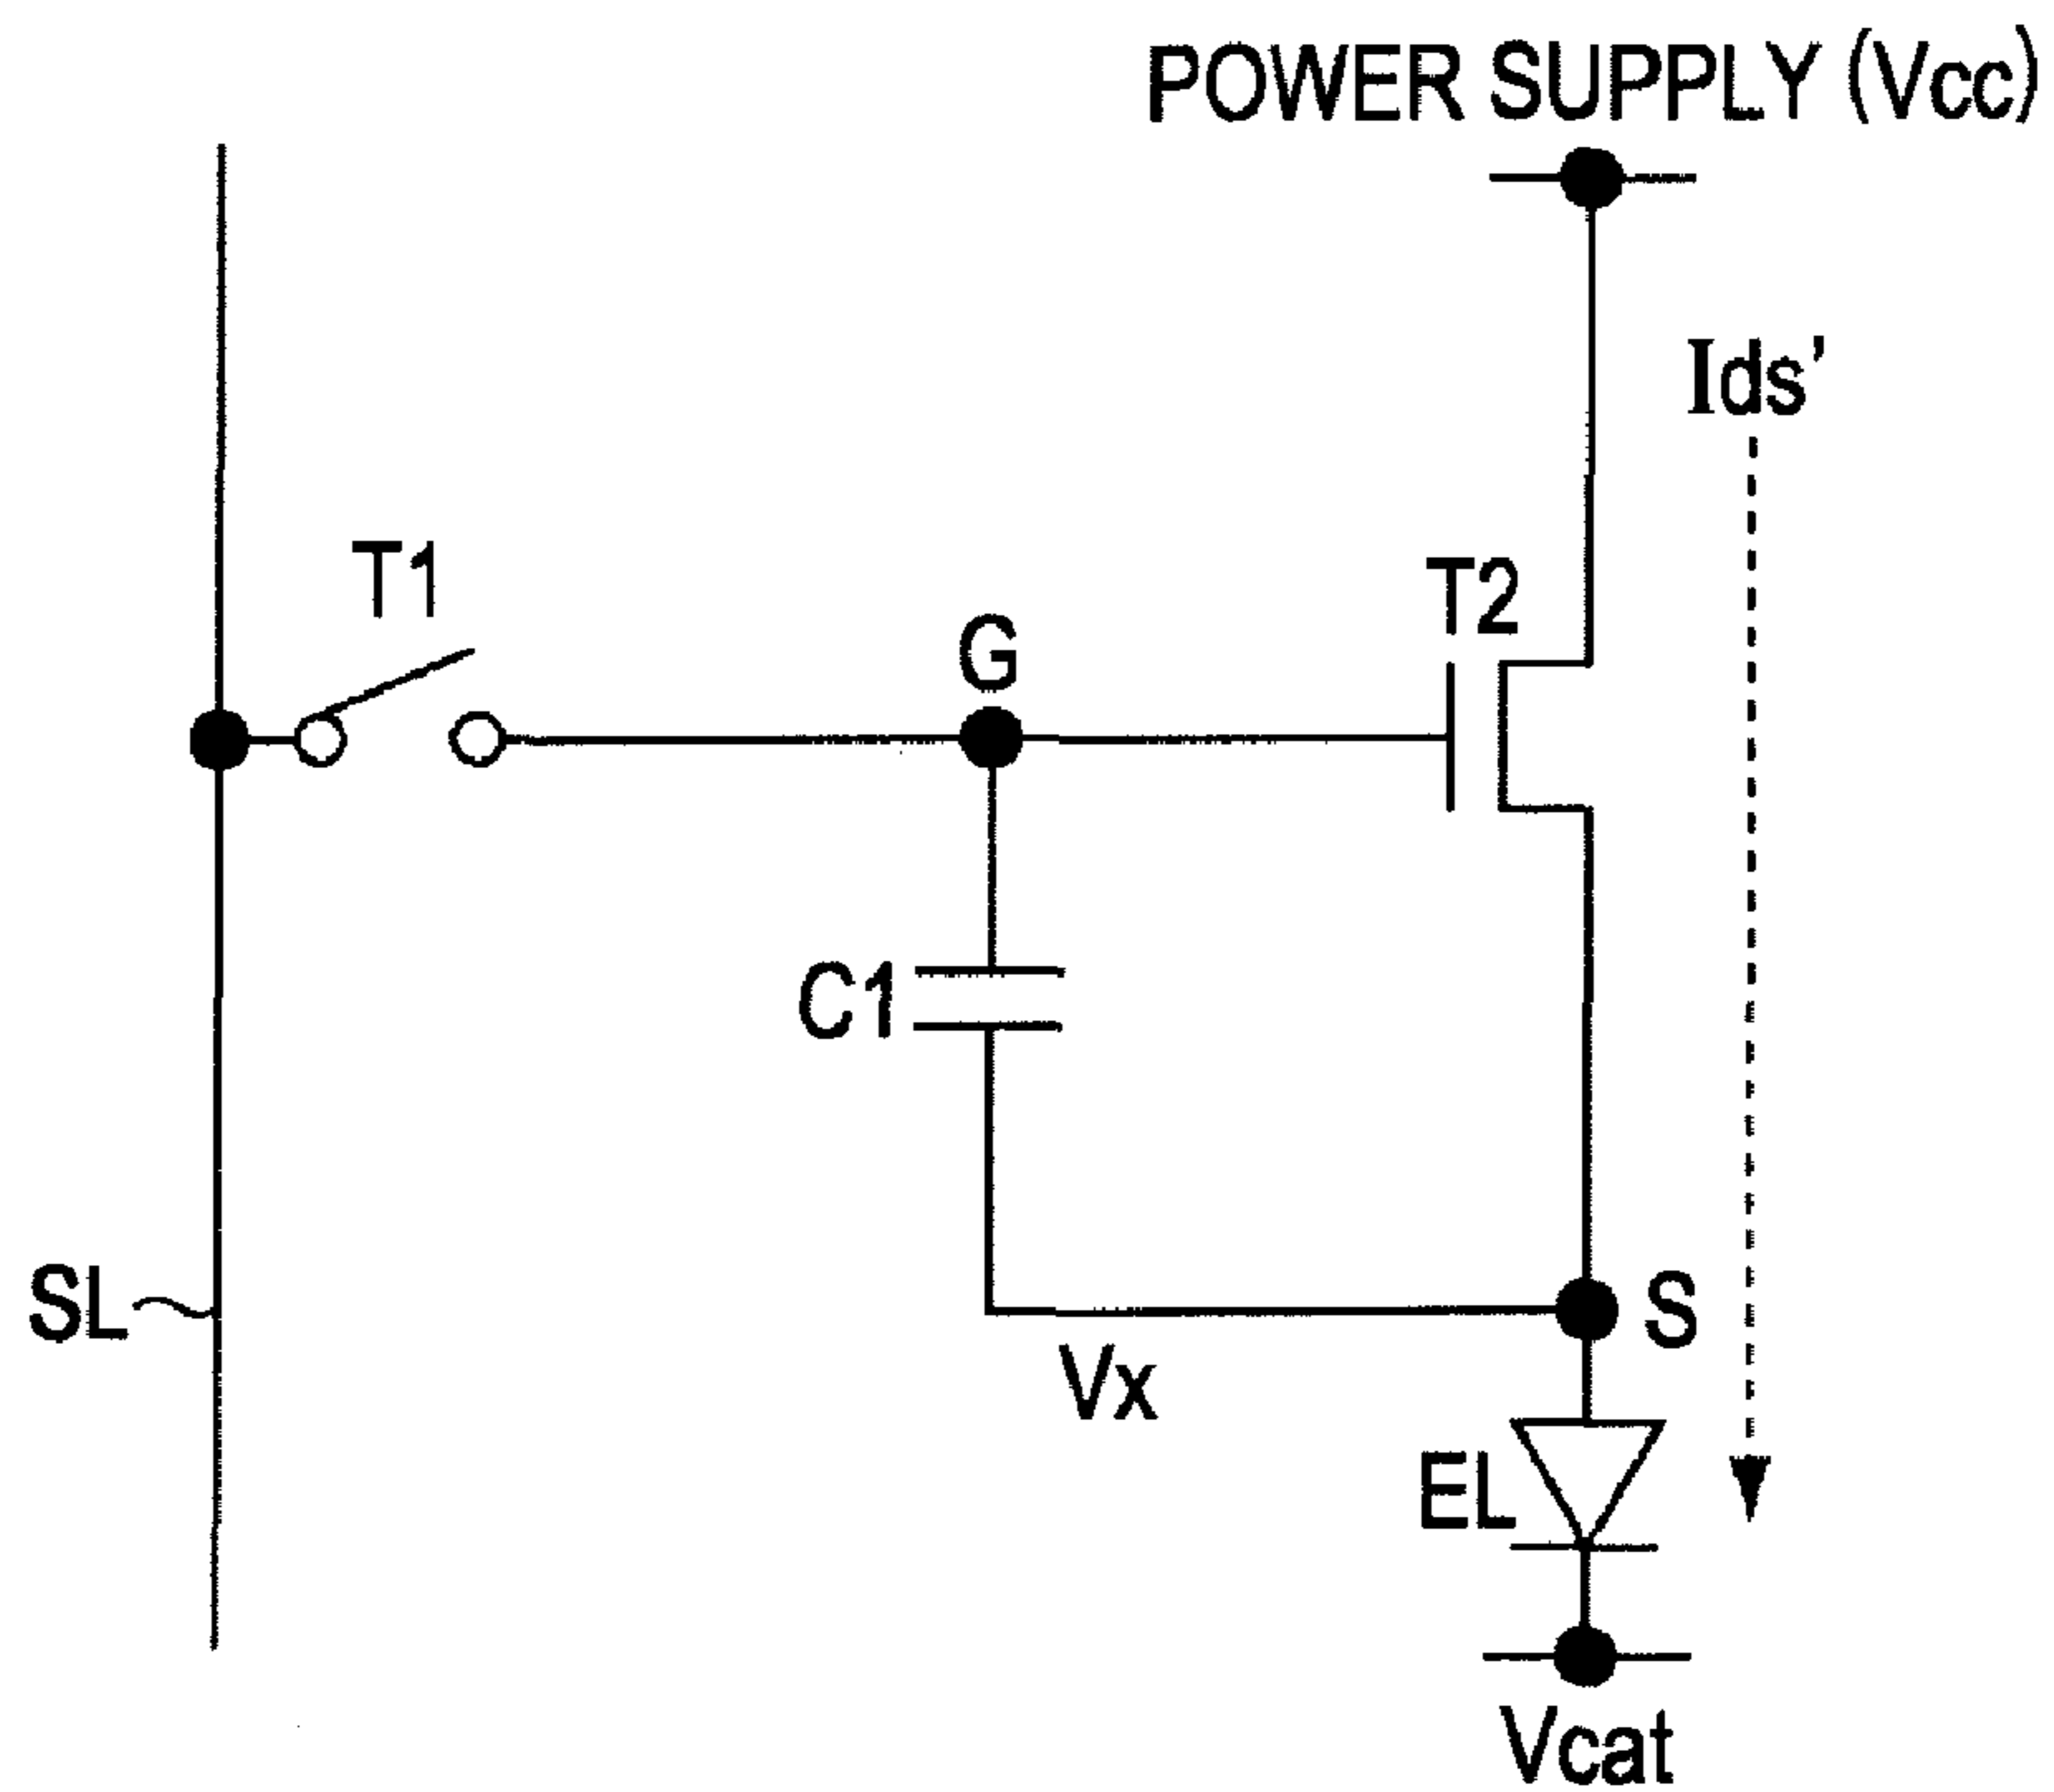 POWER SUPPLY (Vcc)
Ids'
T1
T2
G
C1
SL
S
Vx
EL
Vcat